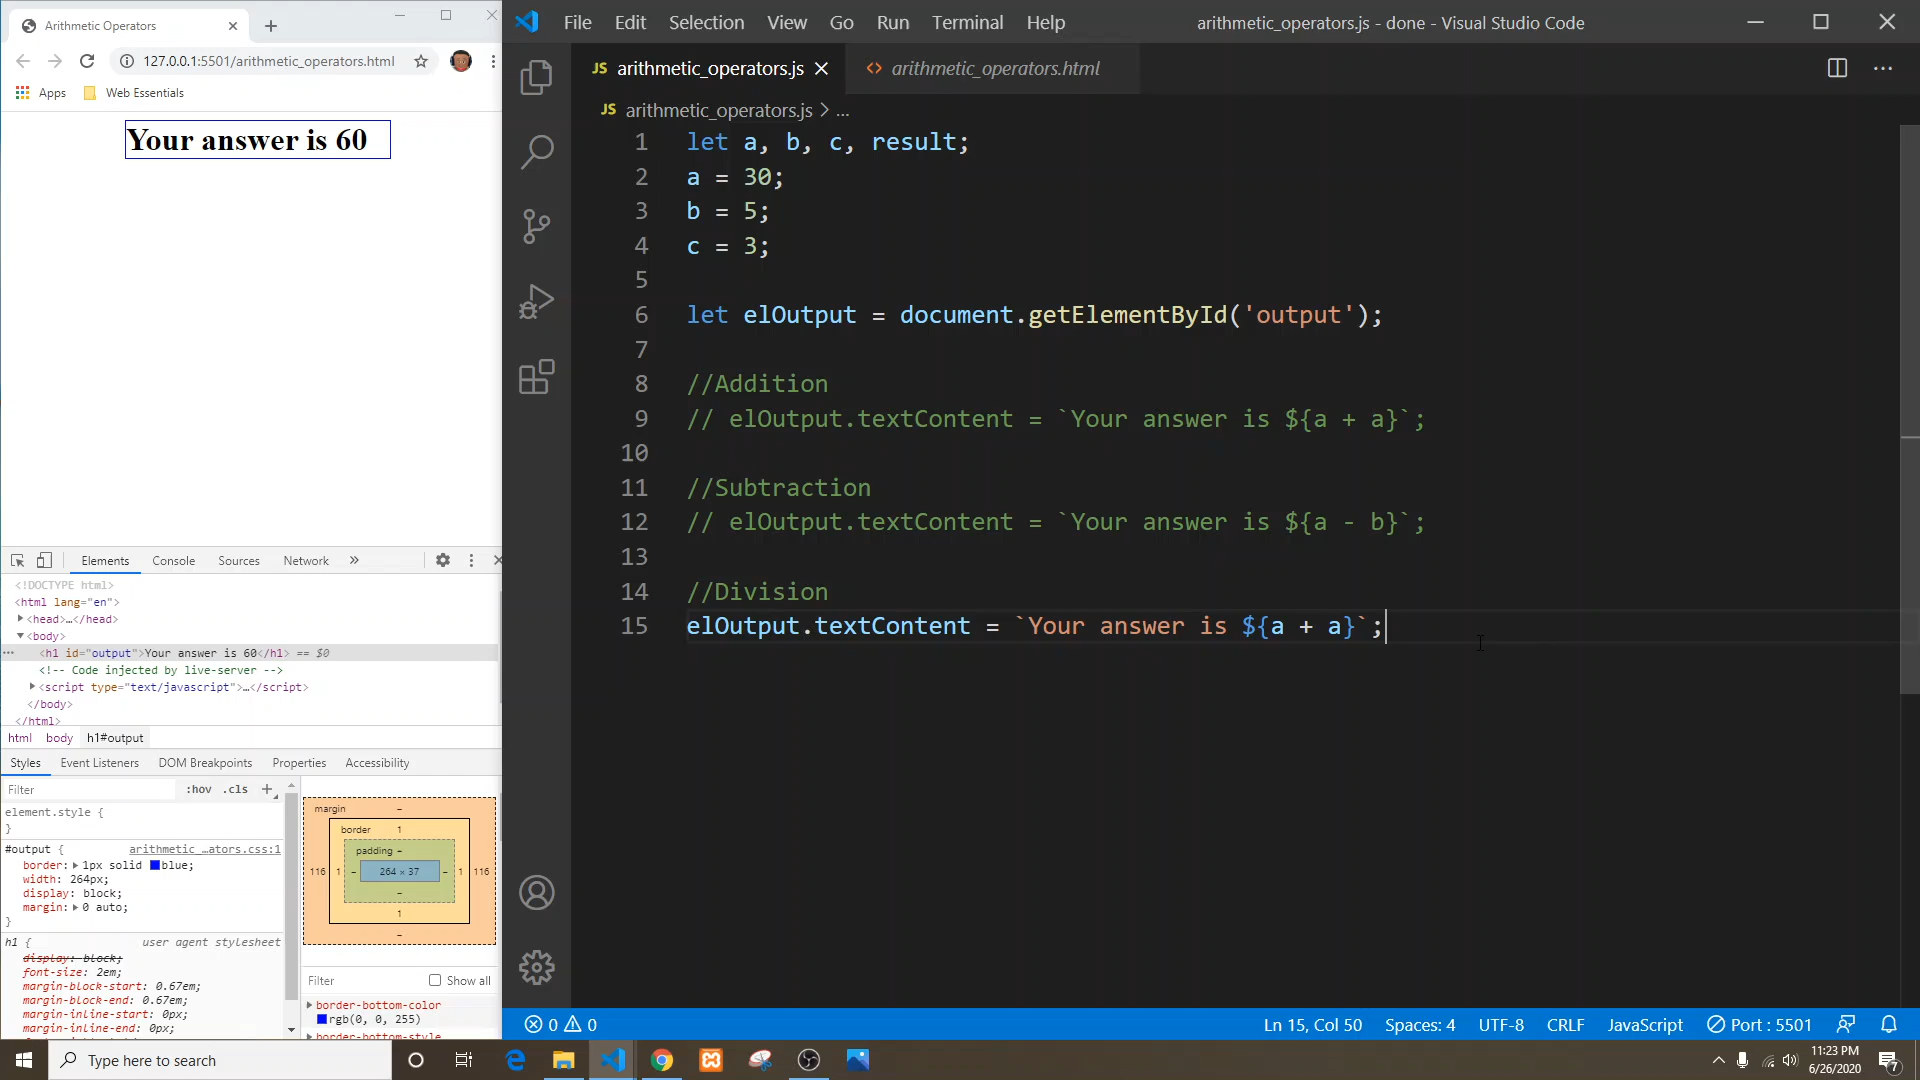 Arithmetic Operators
127.0.0.1:5501/arithmetic_operators.html
Apps
Web Essentials
Your answer is 60
Elements
Console
Sources
Network
<!DOCTYPE html>
<html lang="en">
<head>…</head>
<body>
<h1 id="output">Your answer is 60</h1> == $0
<!-- Code injected by live-server -->
<script type="text/javascript">…</script>
</body>
</html>
html body h1#output
Styles
Event Listeners
DOM Breakpoints
Properties
Accessibility
Filter
:hov .cls +
element.style {
}
#output { arithmetic_…ators.css:1
border: 1px solid blue;
width: 264px;
display: block;
margin: 0 auto;
}
h1 { user agent stylesheet
display: block;
font-size: 2em;
margin-block-start: 0.67em;
margin-block-end: 0.67em;
margin-inline-start: 0px;
margin-inline-end: 0px;
margin –
border 1
padding –
116 1 – 264 × 37 – 1 116
–
1
–
Filter Show all
border-bottom-color
rgb(0, 0, 255)
border-bottom-style
File Edit Selection View Go Run Terminal Help
arithmetic_operators.js - done - Visual Studio Code
JS arithmetic_operators.js
<> arithmetic_operators.html
JS arithmetic_operators.js > ...
1 let a, b, c, result;
2 a = 30;
3 b = 5;
4 c = 3;
5
6 let elOutput = document.getElementById('output');
7
8 //Addition
9 // elOutput.textContent = `Your answer is ${a + a}`;
10
11 //Subtraction
12 // elOutput.textContent = `Your answer is ${a - b}`;
13
14 //Division
15 elOutput.textContent = `Your answer is ${a + a}`;
0 0
Ln 15, Col 50
Spaces: 4
UTF-8
CRLF
JavaScript
Port : 5501
Type here to search
11:23 PM
6/26/2020
7